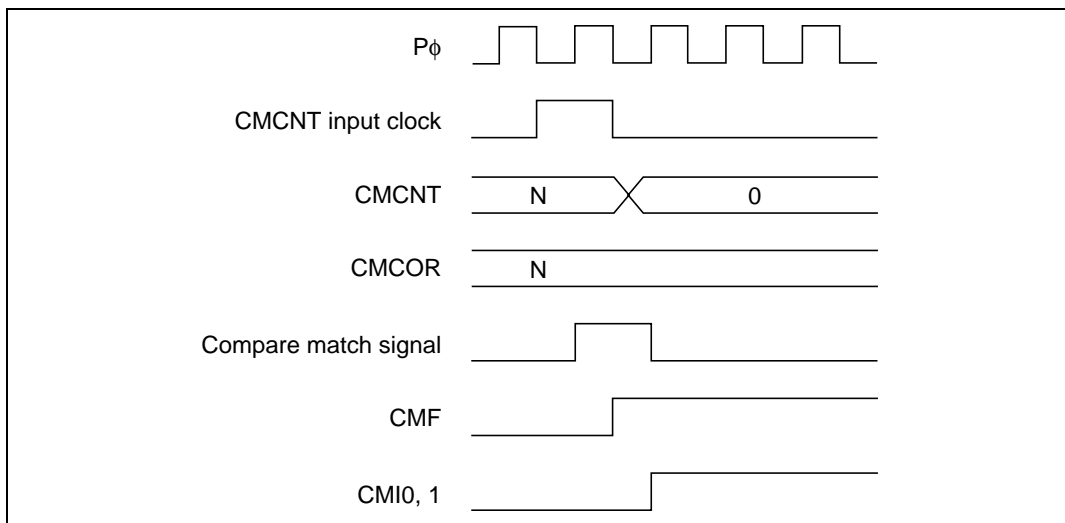 Pφ
CMCNT input clock
CMCNT
N
0
CMCOR
N
Compare match signal
CMF
CMI0, 1